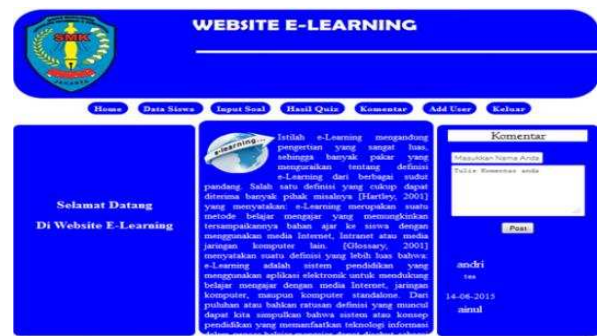 SMK
JAKARTA
WEBSITE E-LEARNING
Home
Data Siswa
Input Soal
Hasil Quiz
Komentar
Add User
Keluar
Selamat Datang
Di Website E-Learning
e-learning...
Istilah e-Learning mengandung
pengertian yang sangat luas,
sehingga banyak pakar yang
menguraikan tentang definisi
e-Learning dari berbagai sudut
pandang. Salah satu definisi yang cukup dapat
diterima banyak pihak misalnya [Hartley, 2001]
yang menyatakan: e-Learning merupakan suatu
metode belajar mengajar yang memungkinkan
tersampaikannya bahan ajar ke siswa dengan
menggunakan media Internet, Intranet atau media
jaringan komputer lain. [Glossary, 2001]
menyatakan suatu definisi yang lebih luas bahwa:
e-Learning adalah sistem pendidikan yang
menggunakan aplikasi elektronik untuk mendukung
belajar mengajar dengan media Internet, jaringan
komputer, maupun komputer standalone. Dari
puluhan atau bahkan ratusan definisi yang muncul
dapat kita simpulkan bahwa sistem atau konsep
pendidikan yang memanfaatkan teknologi informasi
Komentar
Masukkan Nama Anda
Tulis Komentar anda
Post
andri
tes
14-06-2015
ainul